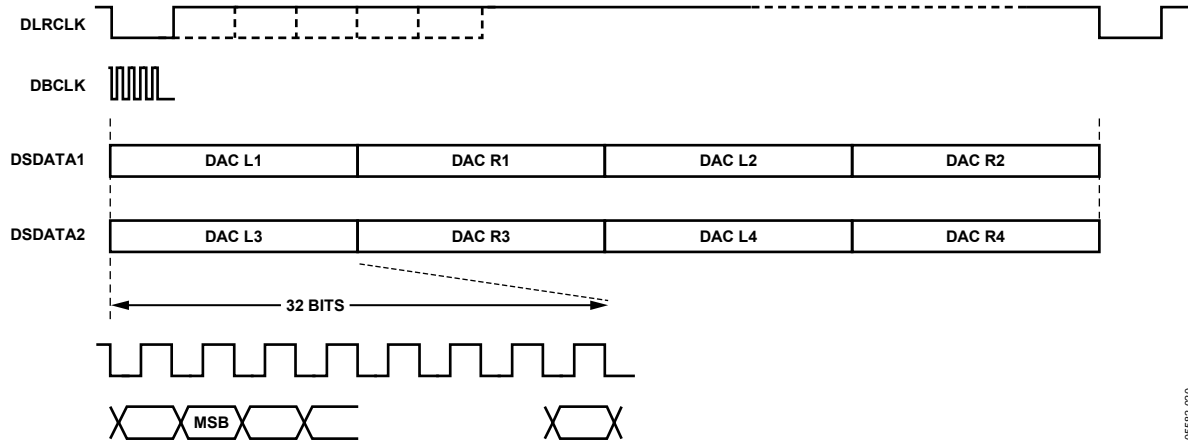 DLRCLK
DBCLK
DSDATA1 DAC L1 DAC R1 DAC L2 DAC R2
DSDATA2 DAC L3 DAC R3 DAC L4 DAC R4
32 BITS
MSB